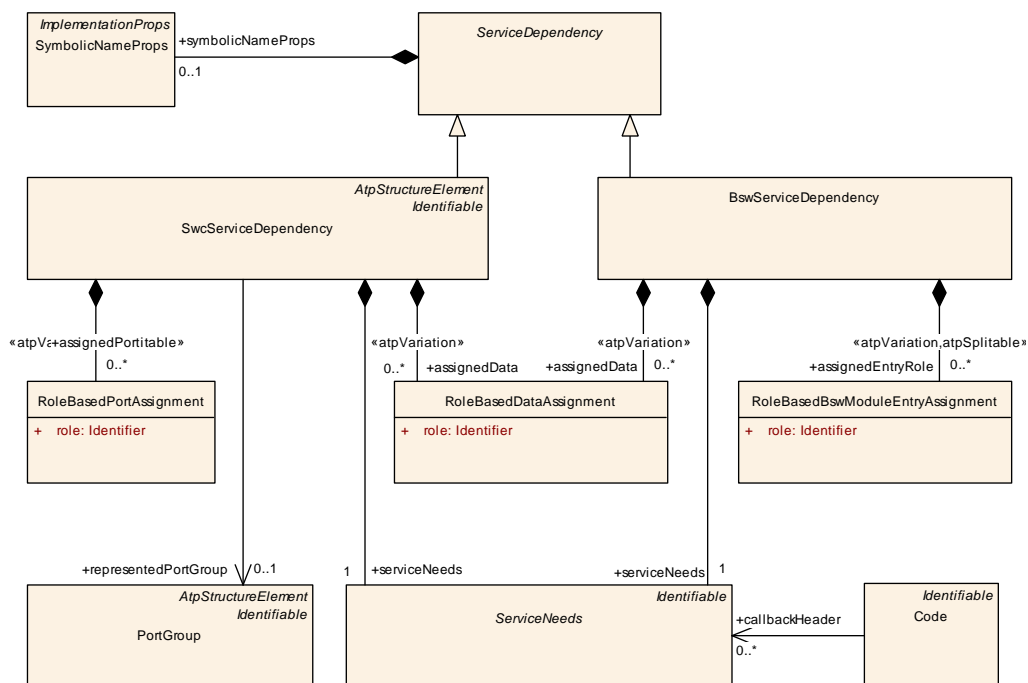 ImplementationProps
SymbolicNameProps
+symbolicNameProps
0..1
ServiceDependency
AtpStructureElement
Identifiable
SwcServiceDependency
BswServiceDependency
+assignedPort
0..*
«atpVariation»
0..*
+assignedData
«atpVariation»
+assignedData
0..*
«atpVariation,atpSplitable»
+assignedEntryRole
0..*
RoleBasedPortAssignment
+ role: Identifier
RoleBasedDataAssignment
+ role: Identifier
RoleBasedBswModuleEntryAssignment
+ role: Identifier
+representedPortGroup
0..1
1
+serviceNeeds
+serviceNeeds
1
AtpStructureElement
Identifiable
PortGroup
Identifiable
ServiceNeeds
+callbackHeader
0..*
Identifiable
Code